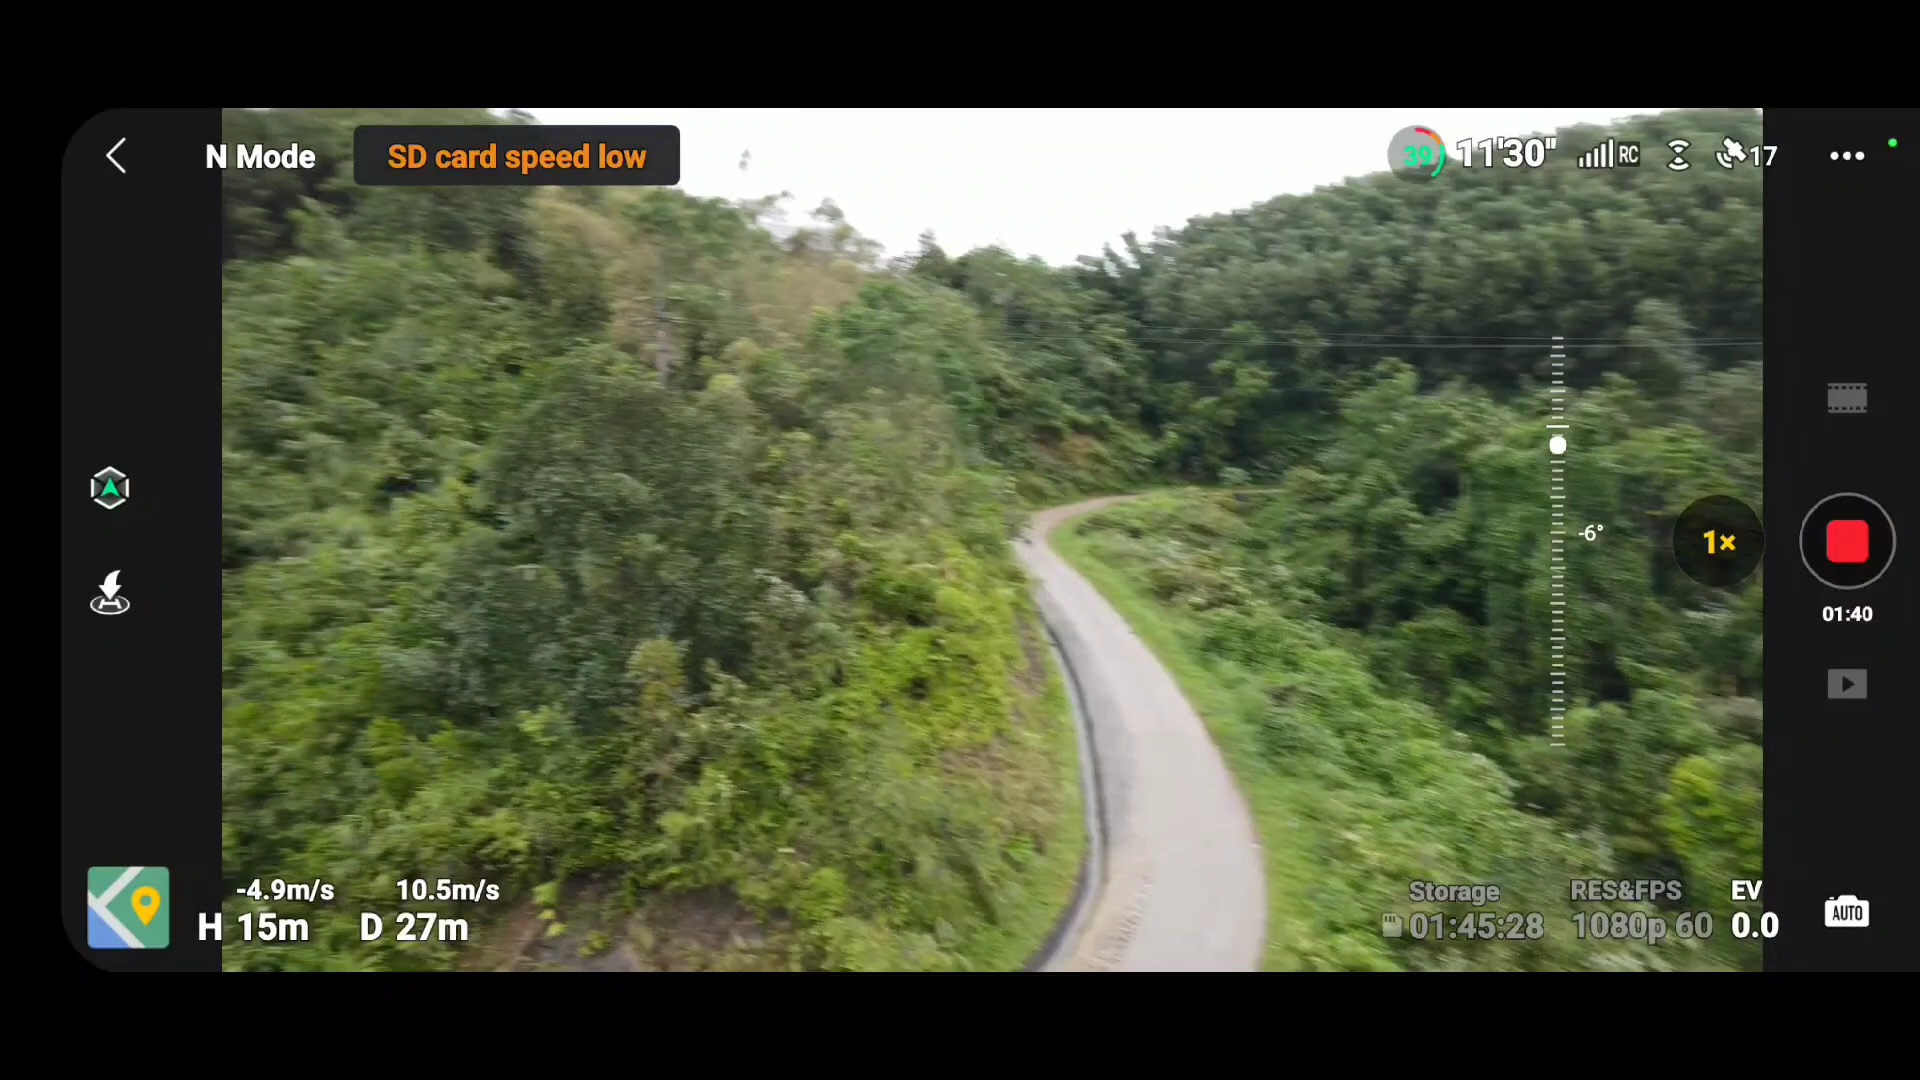 N Mode
SD card speed low
39
11'30"
RC
17
-6°
1×
01:40
-4.9m/s
10.5m/s
H 15m
D 27m
Storage
01:45:28
RES&FPS
1080p 60
EV
0.0
AUTO